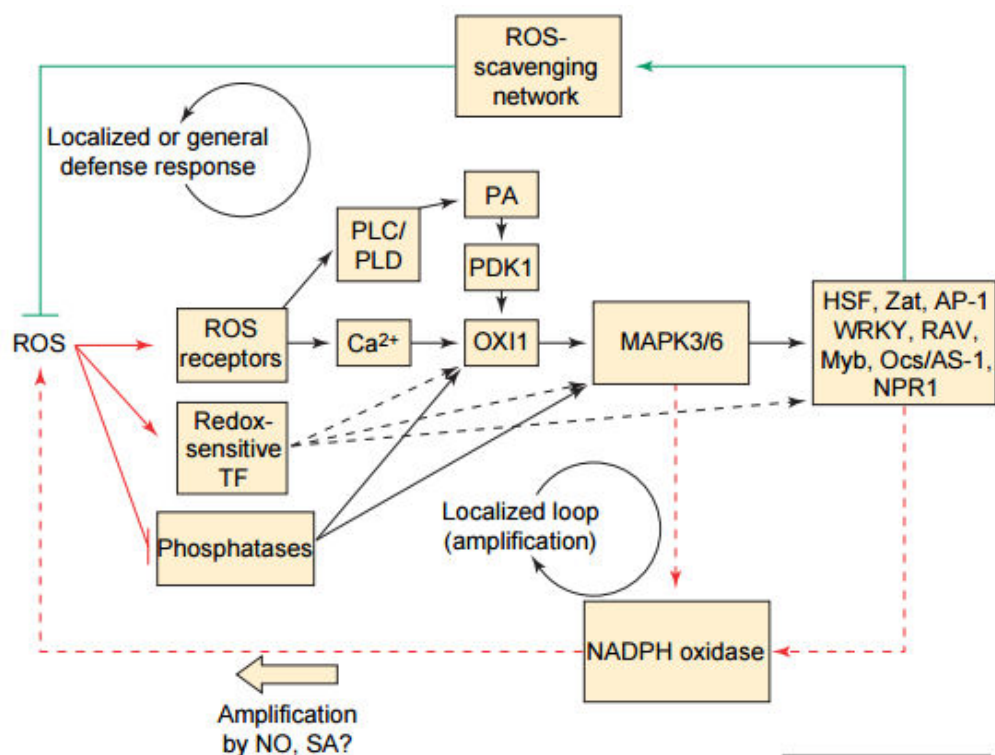 ROS-
scavenging
network
Localized or general
defense response
PA
PLC/
PLD
PDK1
HSF, Zat, AP-1
WRKY, RAV,
Myb, Ocs/AS-1,
NPR1
ROS
ROS
receptors
Ca²⁺
OXI1
MAPK3/6
Redox-
sensitive
TF
Localized loop
(amplification)
Phosphatases
NADPH oxidase
Amplification
by NO, SA?